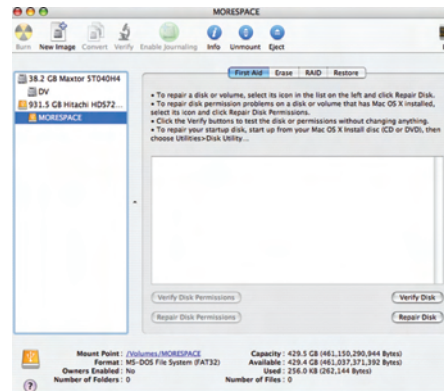 MORESPACE
Burn New Image Convert Verify Enable Journaling Info Unmount Eject
First Aid Erase RAID Restore
38.2 GB Maxtor 5T040H4
DV
931.5 GB Hitachi HDS72...
MORESPACE
• To repair a disk or volume, select its icon in the list on the left and click Repair Disk.
• To repair disk permission problems on a disk or volume that has Mac OS X installed,
select its icon and click Repair Disk Permissions.
• Click the Verify buttons to test the disk or permissions without changing anything.
• To repair your startup disk, start up from your Mac OS X Install disc (CD or DVD), then
choose Utilities>Disk Utility...
Verify Disk Permissions Verify Disk
Repair Disk Permissions Repair Disk
Mount Point : /Volumes/MORESPACE Capacity : 429.5 GB (461,150,290,944 Bytes)
Format : MS-DOS File System (FAT32) Available : 429.4 GB (461,037,371,392 Bytes)
Owners Enabled : No Used : 256.0 KB (262,144 Bytes)
Number of Folders : 0 Number of Files : 0
?